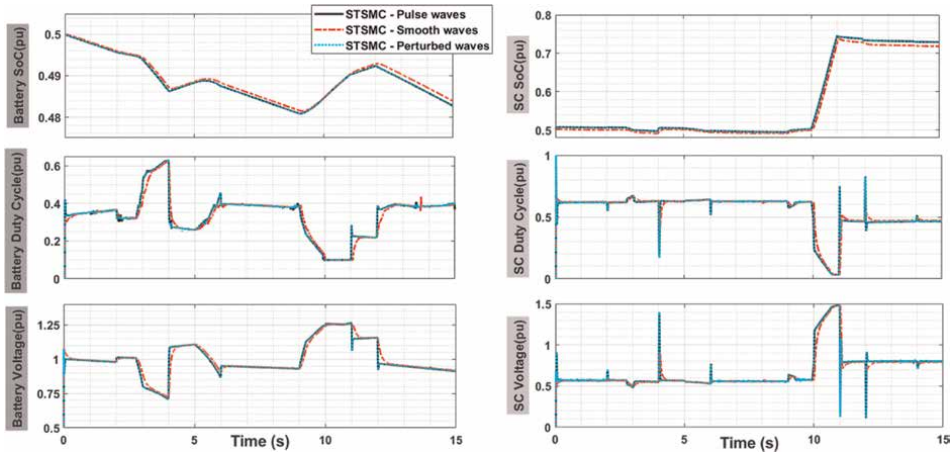 STSMC - Pulse waves
STSMC - Smooth waves
STSMC - Perturbed waves
Battery SoC(pu)
0.5
0.49
0.48
SC SoC(pu)
0.8
0.7
0.6
0.5
Battery Duty Cycle(pu)
0.6
0.4
0.2
0
SC Duty Cycle(pu)
1
0.5
0
Battery Voltage(pu)
1.25
1
0.75
0.5
0
5
10
15
Time (s)
SC Voltage(pu)
1.5
1
0.5
0
0
5
10
15
Time (s)